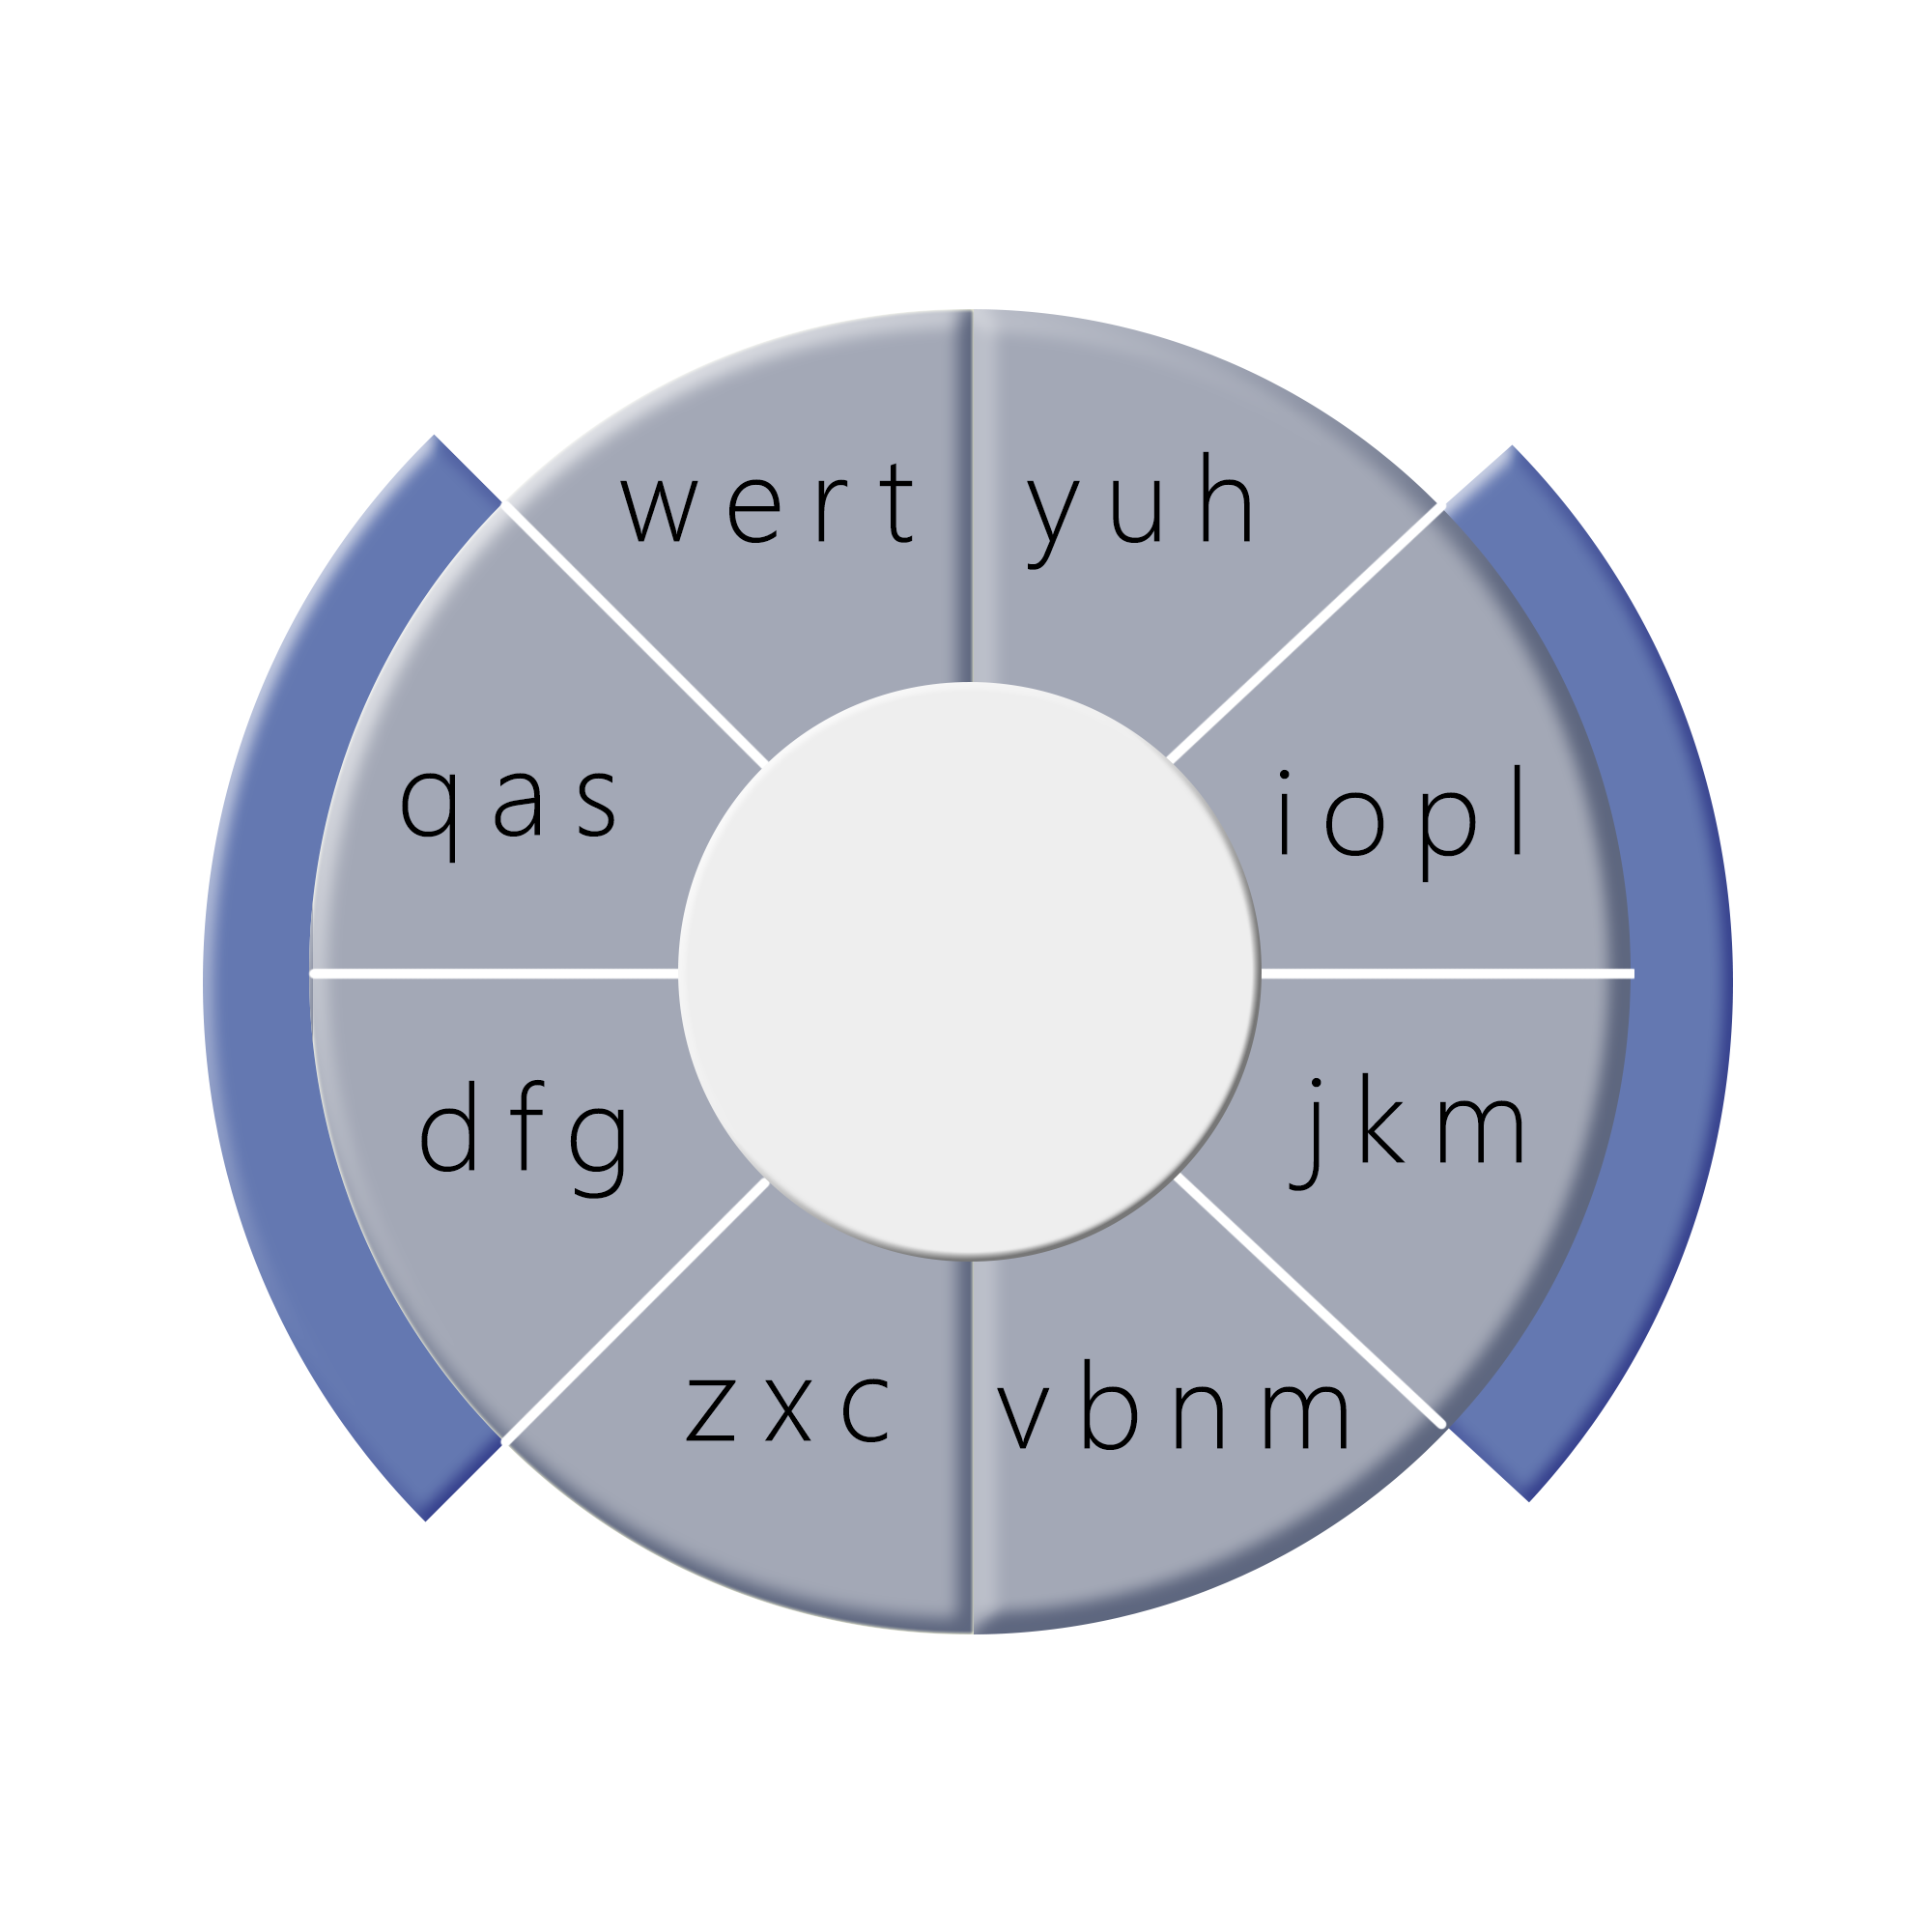 wert
yuh
qas
iopl
dfg
jkm
zxc
vbnm